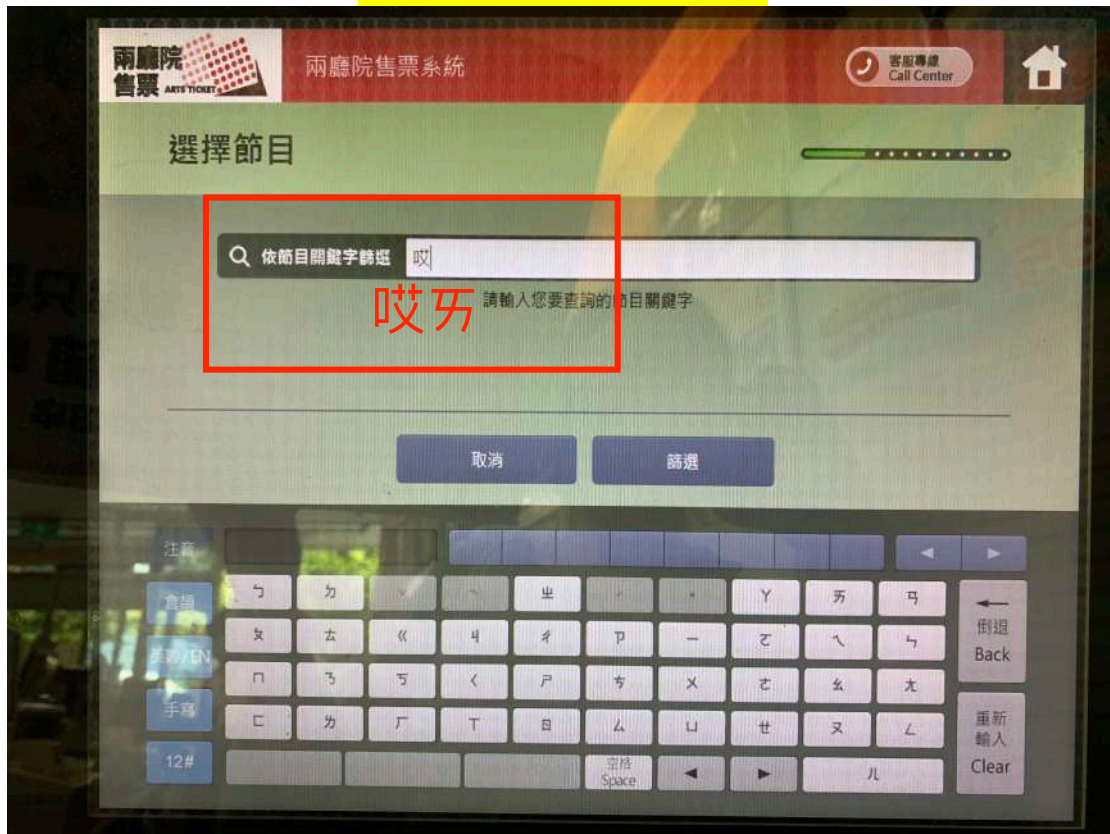 兩廳院
售票 ARTS TICKET
兩廳院售票系統
客服專線
Call Center
選擇節目
依節目關鍵字篩選 哎
哎ㄞ
請輸入您要查詢的節目關鍵字
取消 篩選
注音
倉頡
英數/EN
手寫
12#
ㄅ ㄉ ˇ ˋ ㄓ ˊ ˙ ㄚ ㄞ ㄢ
ㄆ ㄊ ㄍ ㄐ ㄔ ㄗ ㄧ ㄛ ㄟ ㄣ
ㄇ ㄋ ㄎ ㄑ ㄕ ㄘ ㄨ ㄜ ㄠ ㄤ
ㄈ ㄌ ㄏ ㄒ ㄖ ㄙ ㄩ ㄝ ㄡ ㄥ
空格
Space
ㄦ
倒退
Back
重新
輸入
Clear